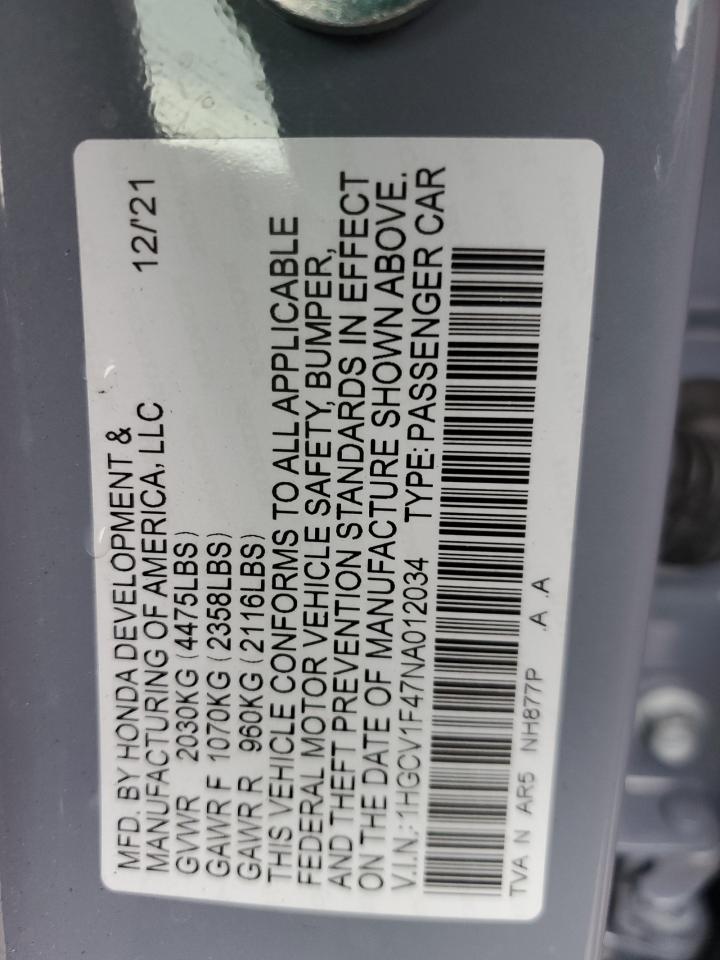 MFD. BY HONDA DEVELOPMENT &
MANUFACTURING OF AMERICA, LLC 12/'21
GVWR 2030KG (4475LBS)
GAWR F 1070KG (2358LBS)
GAWR R 960KG (2116LBS)
THIS VEHICLE CONFORMS TO ALL APPLICABLE
FEDERAL MOTOR VEHICLE SAFETY, BUMPER,
AND THEFT PREVENTION STANDARDS IN EFFECT
ON THE DATE OF MANUFACTURE SHOWN ABOVE.
V.I.N.: 1HGCV1F47NA012034 TYPE: PASSENGER CAR
TVA N AR5 NH877P .A .A